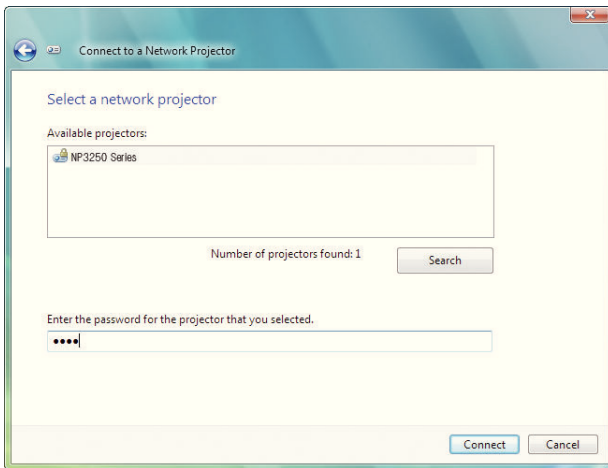 Connect to a Network Projector
Select a network projector
Available projectors:
NP3250 Series
Number of projectors found: 1
Search
Enter the password for the projector that you selected.
••••
Connect
Cancel